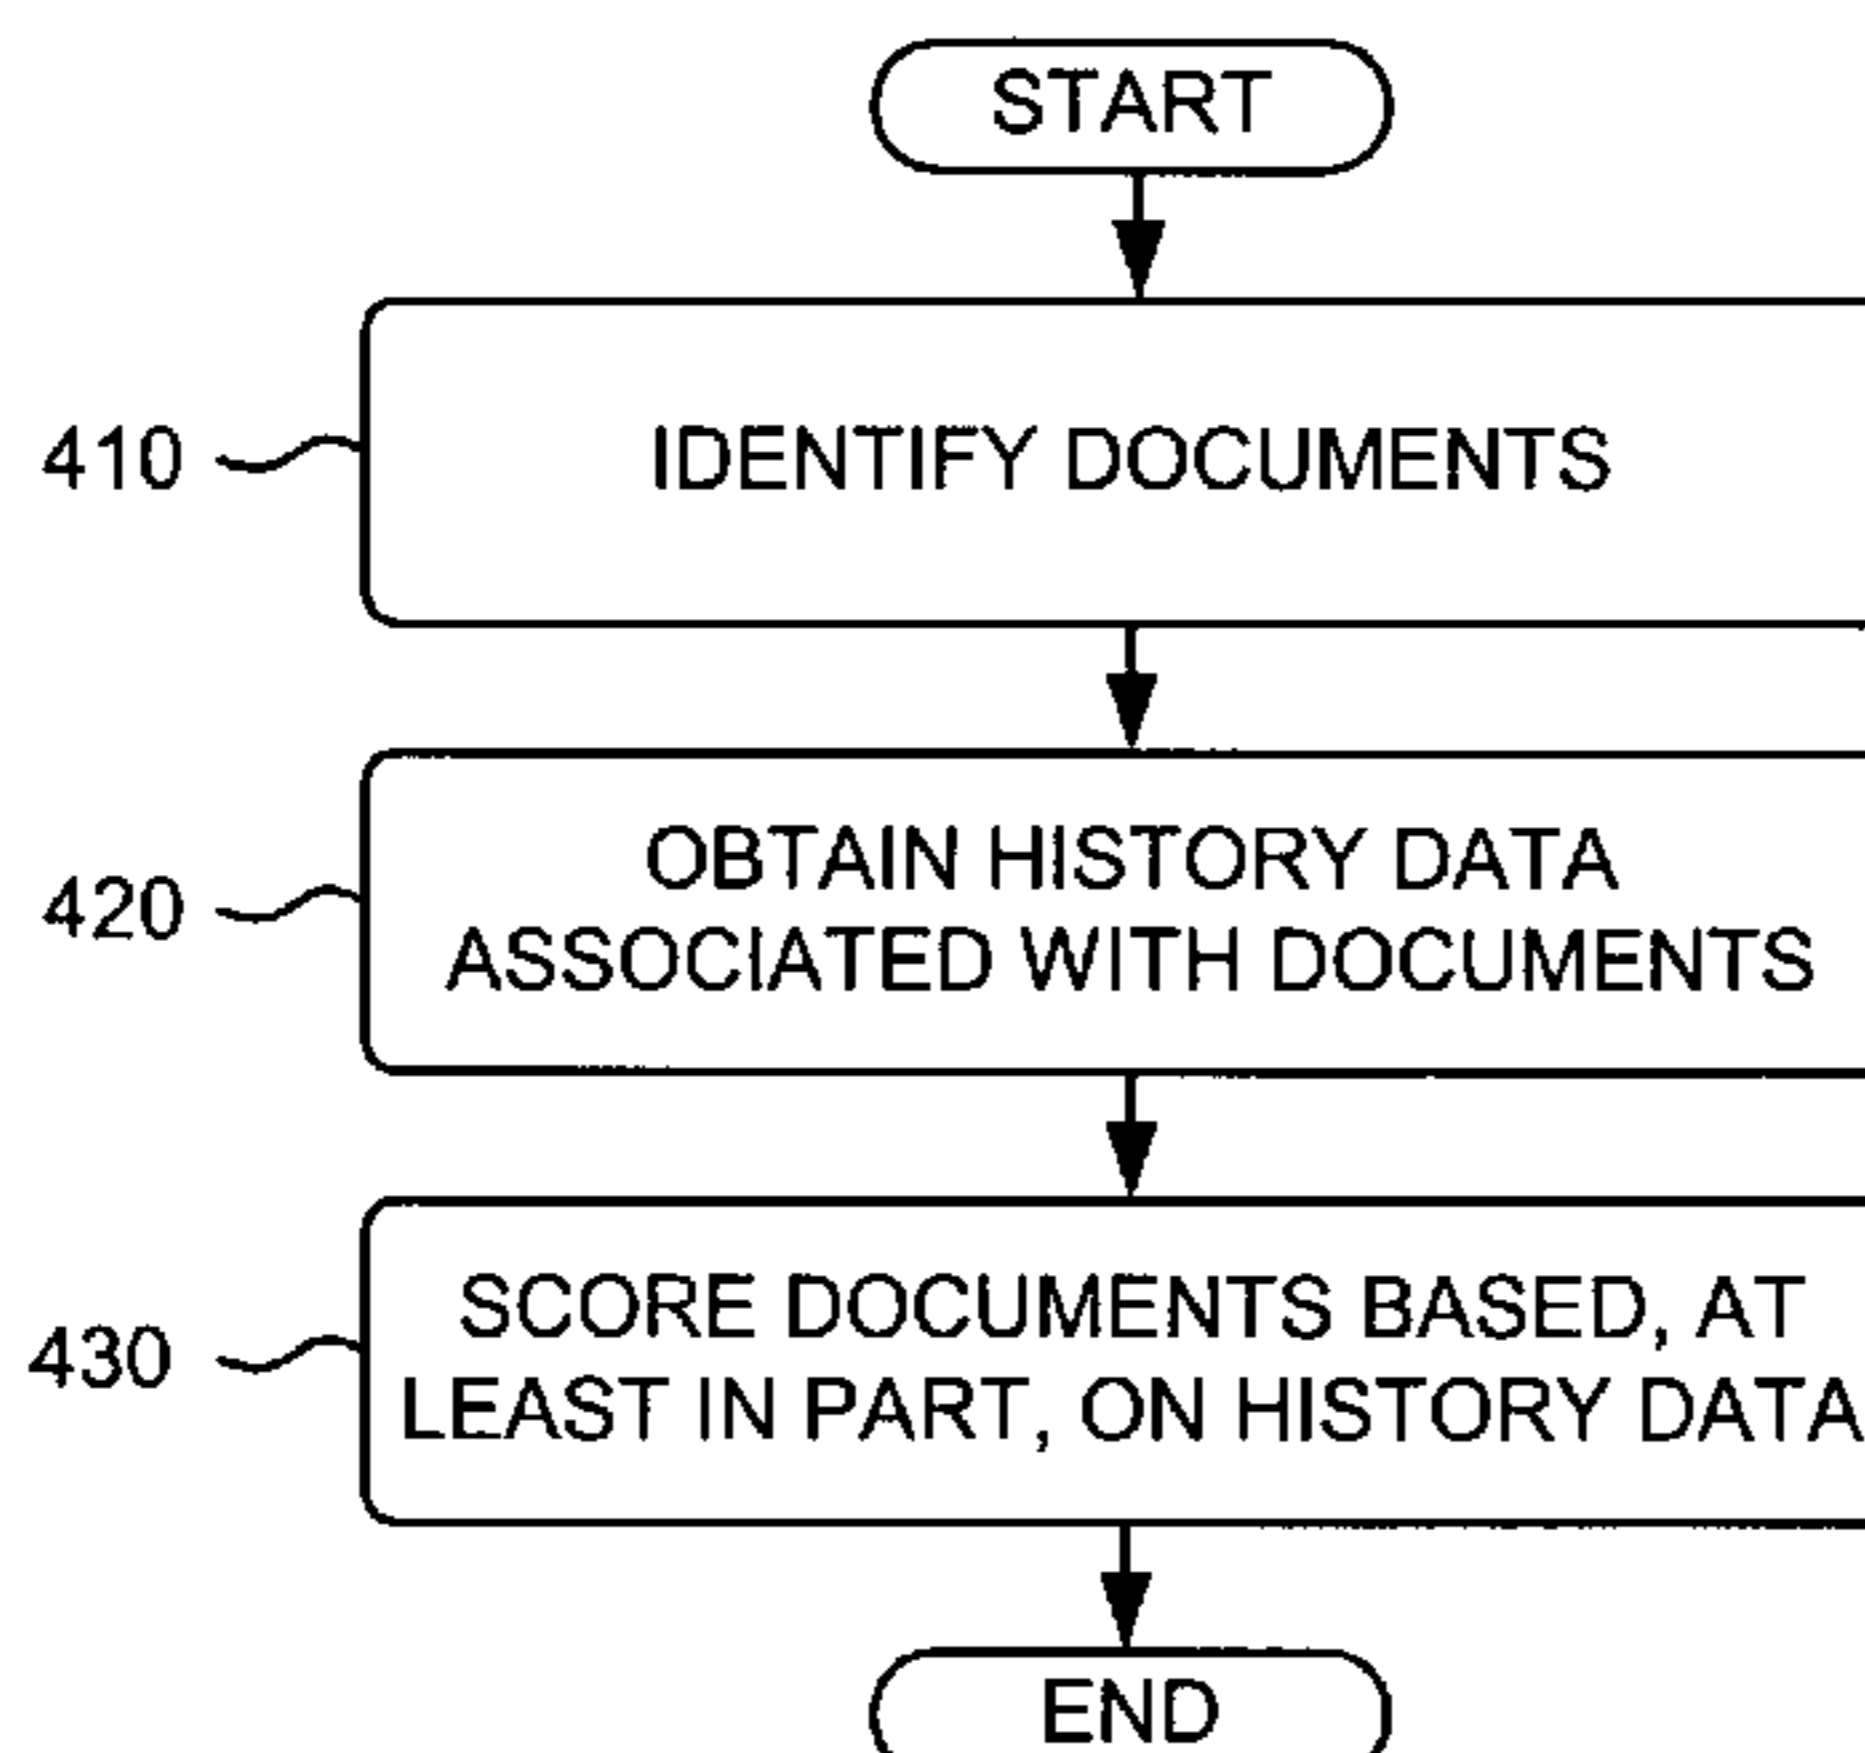 START
410
IDENTIFY DOCUMENTS
420
OBTAIN HISTORY DATA
ASSOCIATED WITH DOCUMENTS
430
SCORE DOCUMENTS BASED, AT
LEAST IN PART, ON HISTORY DATA
END